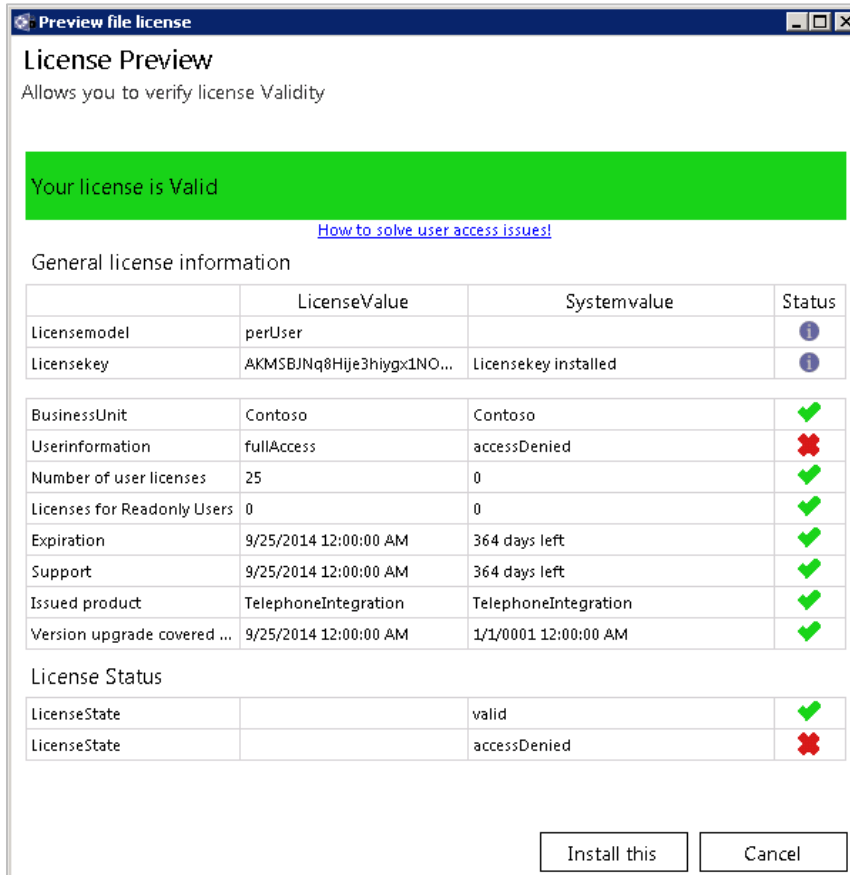 Preview file license
License Preview
Allows you to verify license Validity
Your license is Valid
How to solve user access issues!
General license information
LicenseValue Systemvalue Status
Licensemodel perUser
Licensekey AKMSBJNq8Hije3hiygx1NO... Licensekey installed
BusinessUnit Contoso Contoso
Userinformation fullAccess accessDenied
Number of user licenses 25 0
Licenses for Readonly Users 0 0
Expiration 9/25/2014 12:00:00 AM 364 days left
Support 9/25/2014 12:00:00 AM 364 days left
Issued product TelephoneIntegration TelephoneIntegration
Version upgrade covered ... 9/25/2014 12:00:00 AM 1/1/0001 12:00:00 AM
License Status
LicenseState valid
LicenseState accessDenied
Install this Cancel